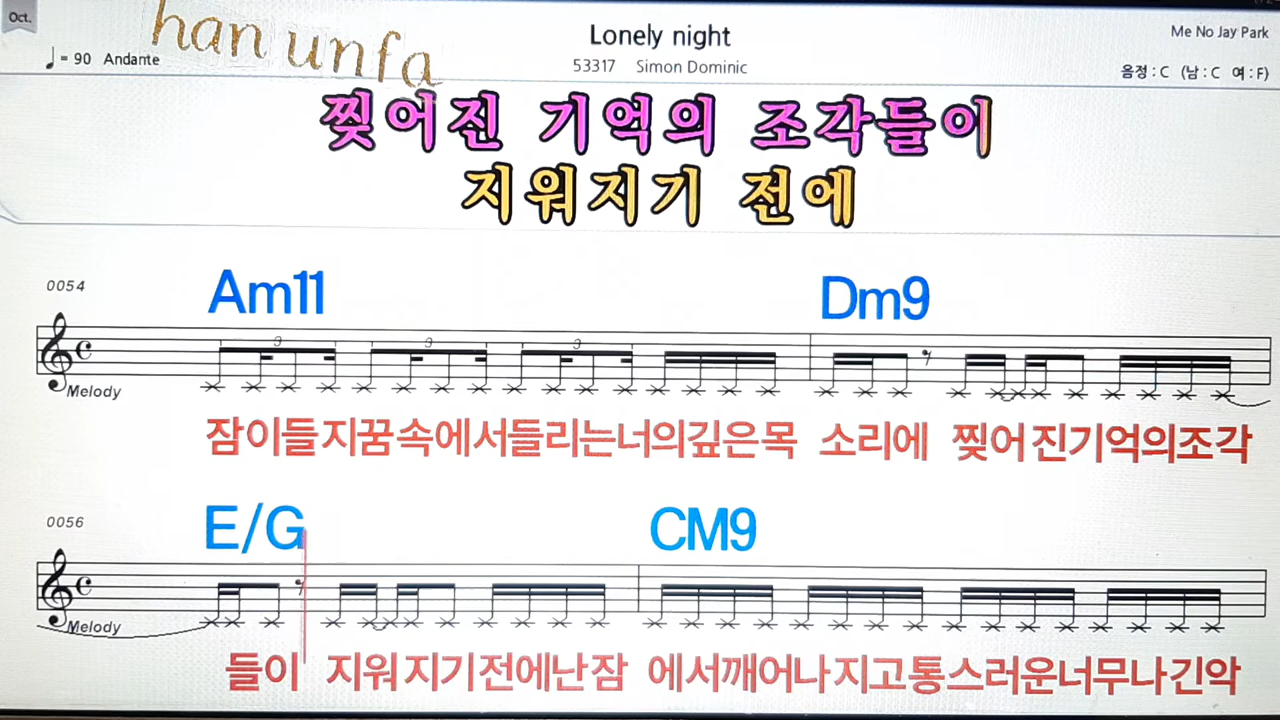 Oct.
han unfa
Lonely night
Me No Jay Park
♩= 90 Andante
53317 Simon Dominic
음정 : C (남 : C 여 : F)
찢어진 기억의 조각들이
지워지기 전에
0054
Am11 Dm9
3 3 3
Melody
잠이들지꿈속에서들리는너의깊은목 소리에 찢어진기억의조각
0056
E/G CM9
Melody
들이 지워지기전에난잠 에서깨어나지고통스러운너무나긴악